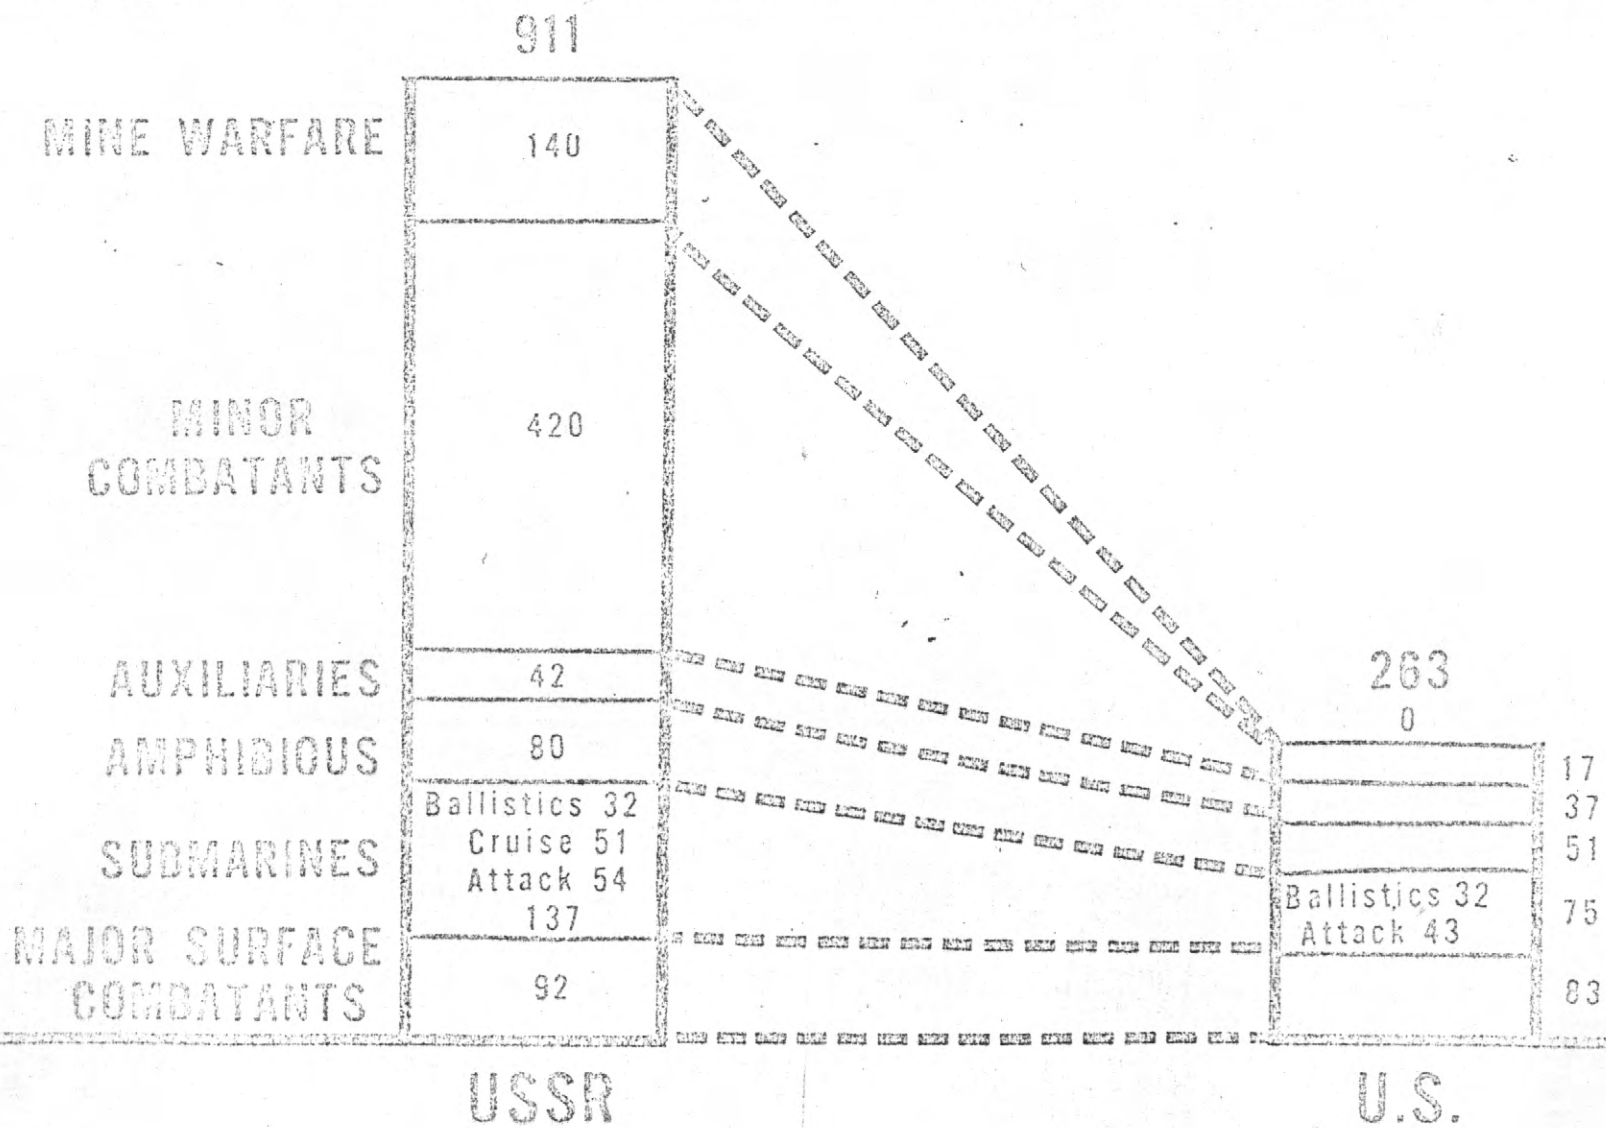 911
MINE WARFARE
140
MINOR
COMBATANTS
420
AUXILIARIES
42
263
0
17
AMPHIBIOUS
80
37
SUBMARINES
Ballistics 32
Cruise 51
Attack 54
137
51
Ballistics 32
Attack 43
75
MAJOR SURFACE
COMBATANTS
92
83
USSR
U.S.